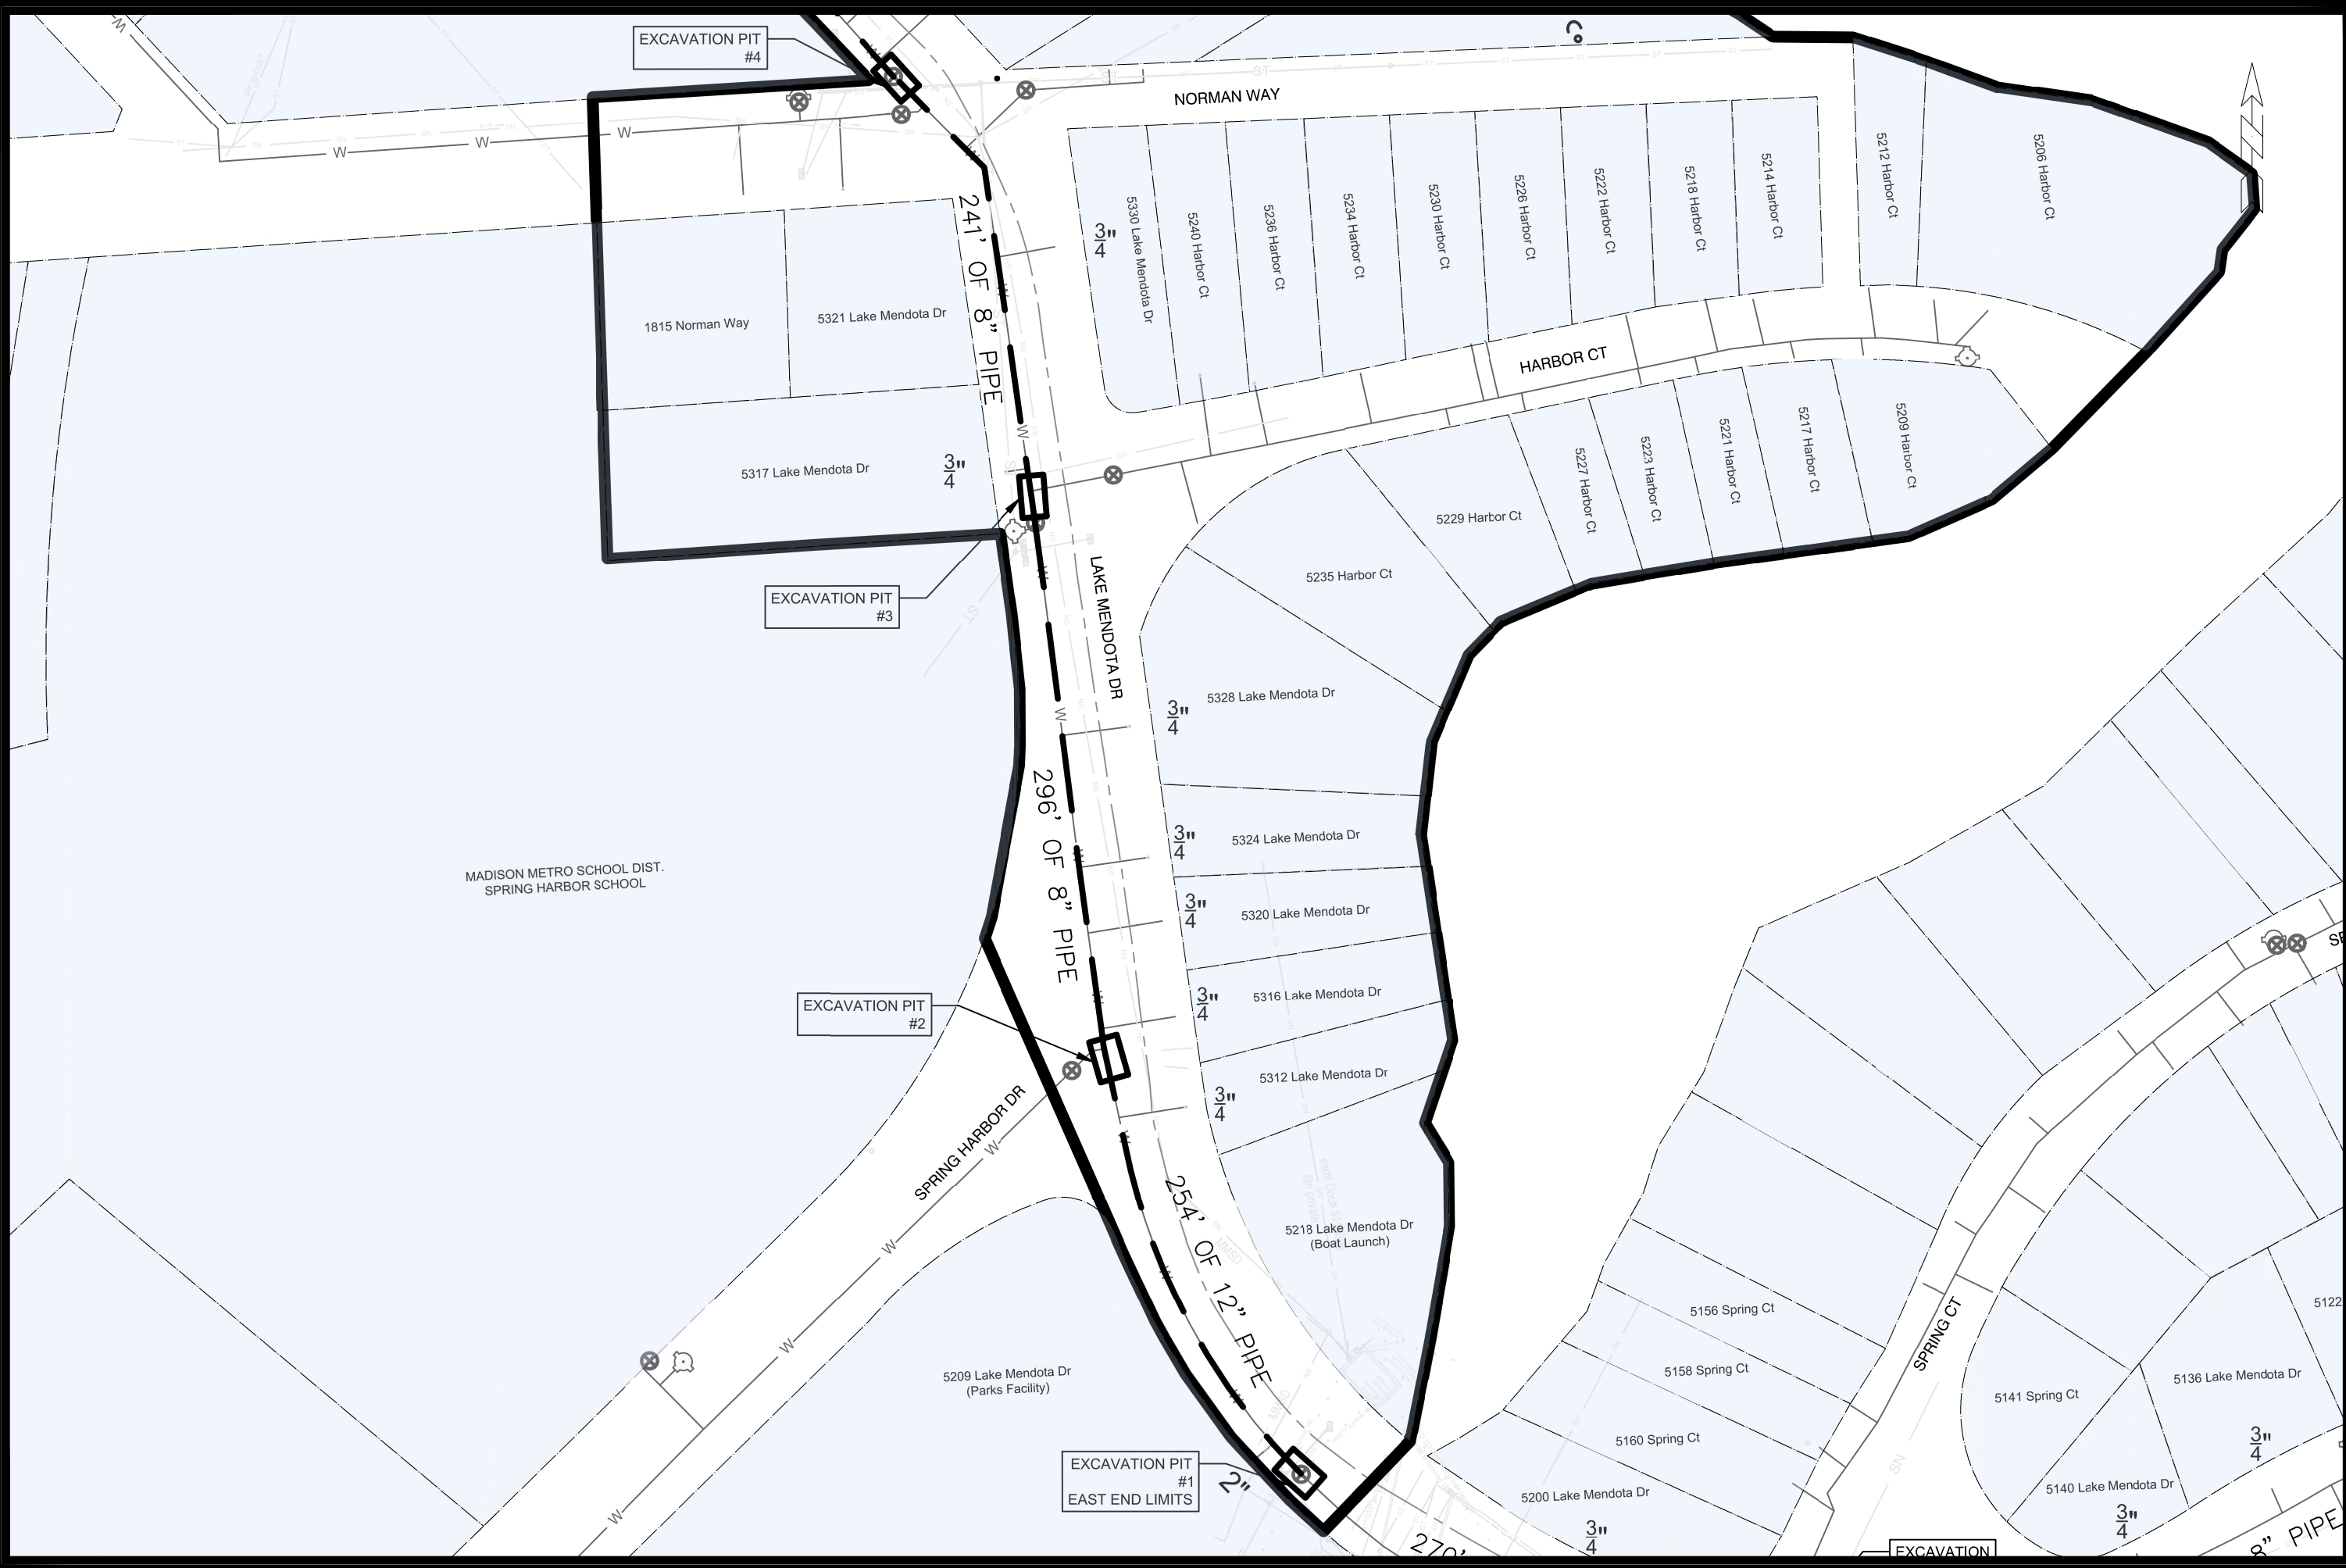 EXCAVATION PIT
#4
NORMAN WAY
W
W
W
W
W
5330 Lake Mendota Dr
5240 Harbor Ct
5236 Harbor Ct
5234 Harbor Ct
5230 Harbor Ct
5226 Harbor Ct
5222 Harbor Ct
5218 Harbor Ct
5214 Harbor Ct
5212 Harbor Ct
5206 Harbor Ct
3/4"
241' OF 8" PIPE
1815 Norman Way
5321 Lake Mendota Dr
HARBOR CT
5317 Lake Mendota Dr
3/4"
5227 Harbor Ct
5223 Harbor Ct
5221 Harbor Ct
5217 Harbor Ct
5209 Harbor Ct
5229 Harbor Ct
5235 Harbor Ct
EXCAVATION PIT
#3
ST
LAKE MENDOTA DR
W
3/4"
5328 Lake Mendota Dr
296' OF 8" PIPE
3/4"
5324 Lake Mendota Dr
MADISON METRO SCHOOL DIST.
SPRING HARBOR SCHOOL
3/4"
5320 Lake Mendota Dr
3/4"
5316 Lake Mendota Dr
EXCAVATION PIT
#2
3/4"
5312 Lake Mendota Dr
SPRING HARBOR DR
W
W
W
W
254' OF 12" PIPE
5218 Lake Mendota Dr
(Boat Launch)
MMSD
MMSD
5209 Lake Mendota Dr
(Parks Facility)
EXCAVATION PIT
#1
EAST END LIMITS
2"
270'
5156 Spring Ct
5158 Spring Ct
5160 Spring Ct
5200 Lake Mendota Dr
3/4"
SPRING CT
SN
5122
5141 Spring Ct
5136 Lake Mendota Dr
3/4"
5140 Lake Mendota Dr
3/4"
8" PIPE
EXCAVATION